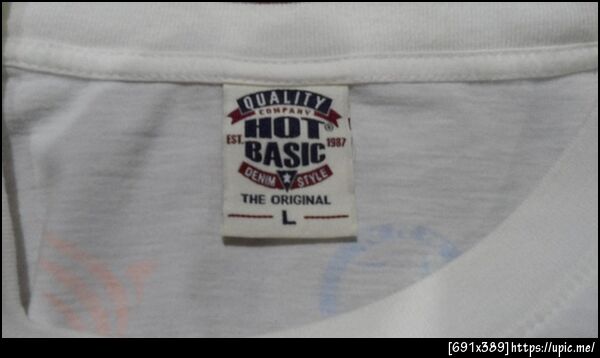 QUALITY
COMPANY
HOT®
EST. 1987
BASIC
DENIM STYLE
THE ORIGINAL
L
[691x389]https://upic.me/